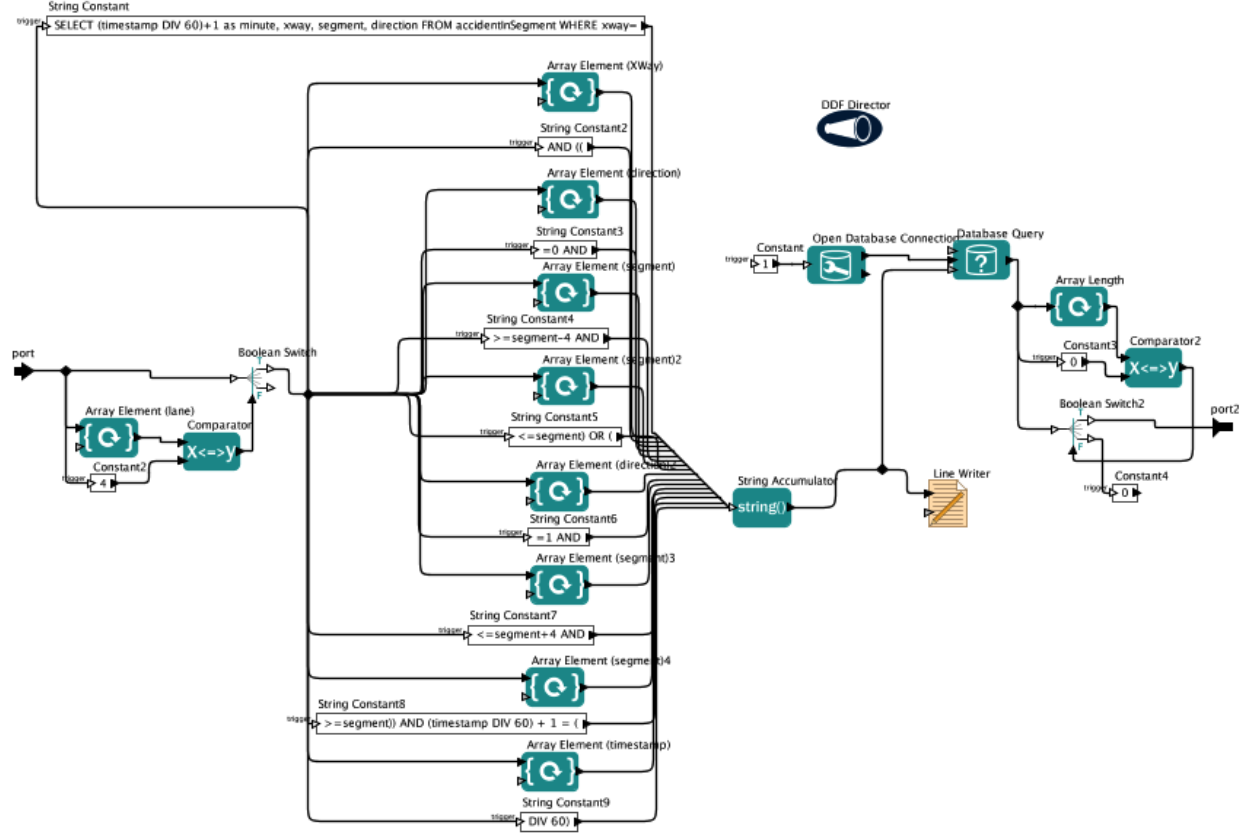 String Constant
trigger
SELECT (timestamp DIV 60)+1 as minute, xway, segment, direction FROM accidentInSegment WHERE xway=
Array Element (XWay)
String Constant2
trigger
AND ((
Array Element (direction)
String Constant3
trigger
=0 AND
Array Element (segment)
String Constant4
trigger
>=segment-4 AND
Array Element (segment)2
String Constant5
trigger
<=segment) OR (
Array Element (direction)2
String Constant6
trigger
=1 AND
Array Element (segment)3
String Constant7
trigger
<=segment+4 AND
Array Element (segment)4
String Constant8
trigger
>=segment)) AND (timestamp DIV 60) + 1 = (
Array Element (timestamp)
String Constant9
trigger
DIV 60)
port
Boolean Switch
T
F
Array Element (lane)
Comparator
x<=>y
Constant2
trigger
4
String Accumulator
string()
Line Writer
DDF Director
Constant
trigger
1
Open Database Connection
Database Query
?
Array Length
Constant3
trigger
0
Comparator2
x<=>y
Boolean Switch2
T
F
port2
Constant4
trigger
0